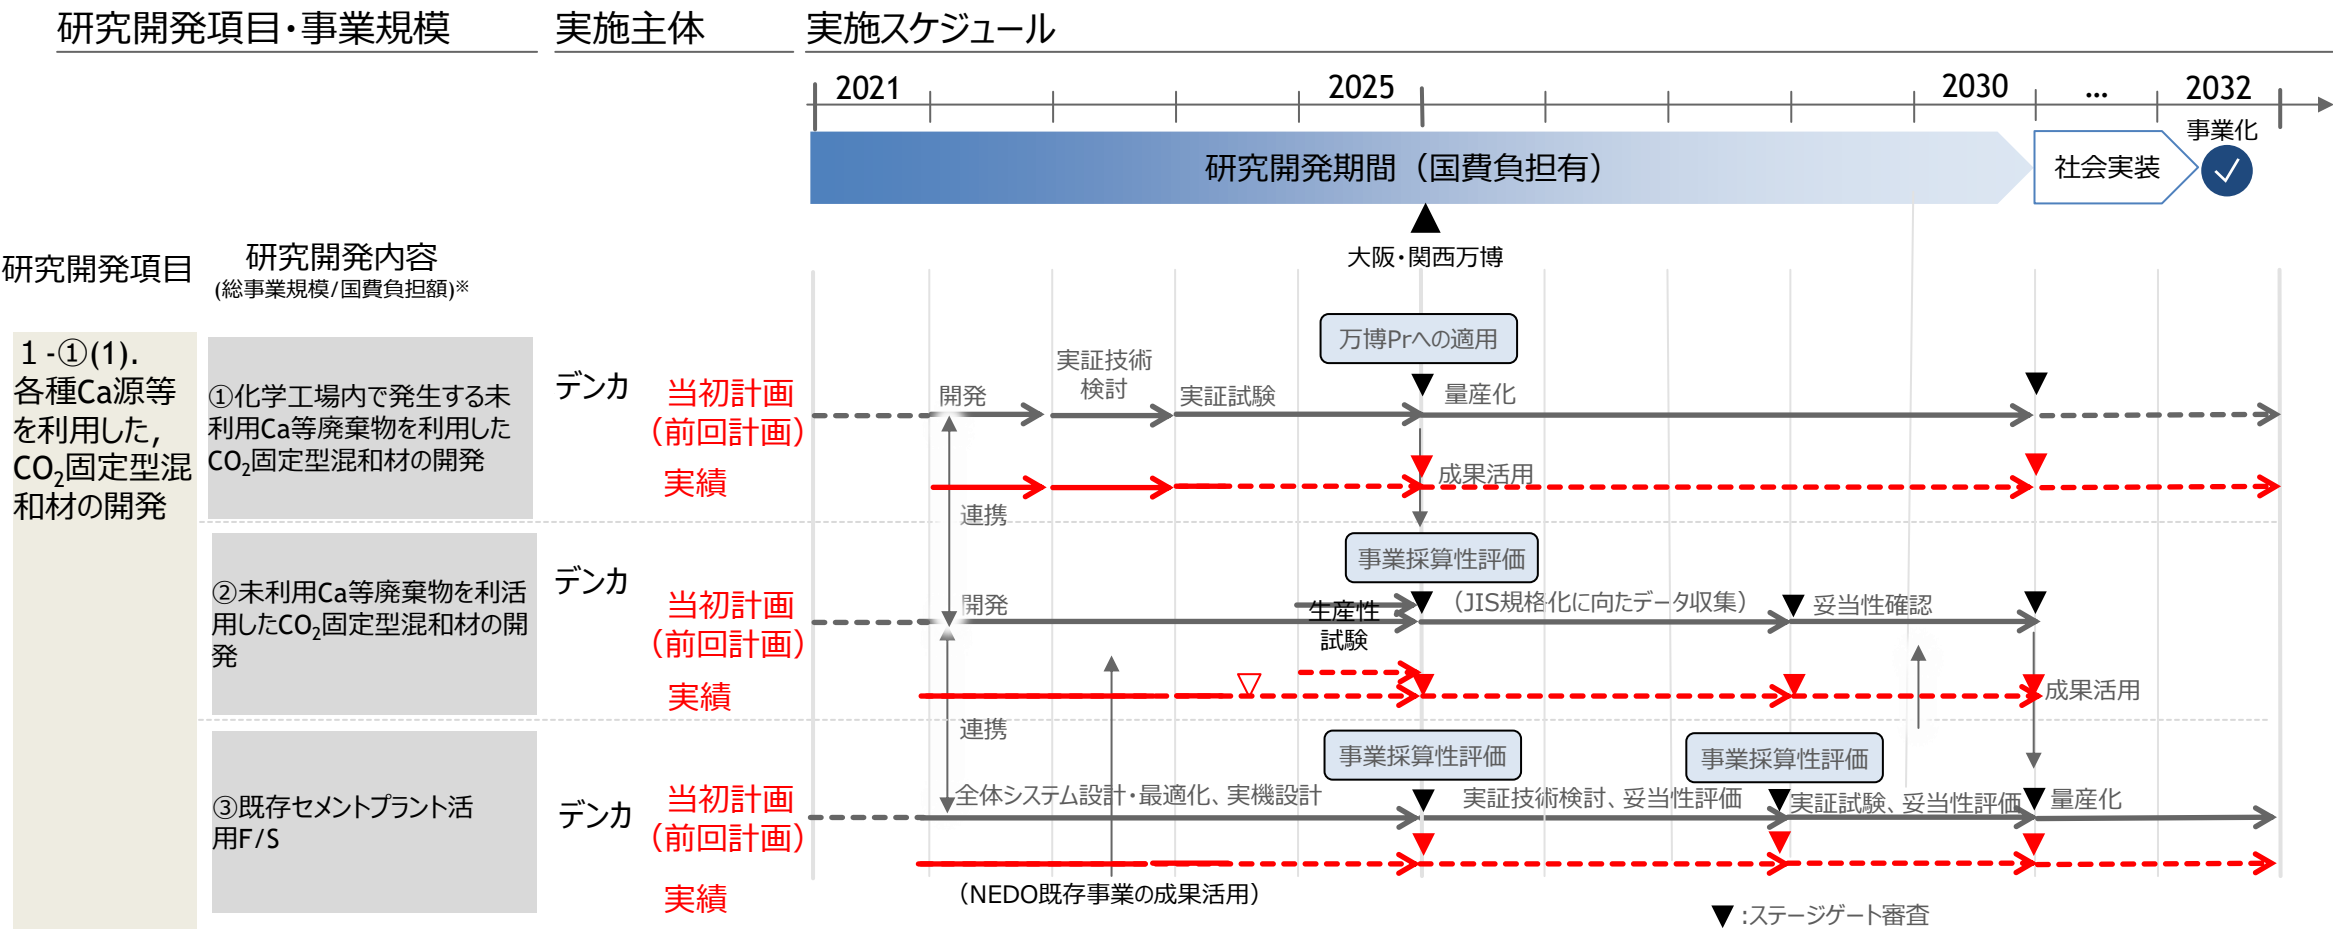 研究開発項目・事業規模
実施主体
実施スケジュール
2021
2025
2030
...
2032
事業化
研究開発期間（国費負担有）
社会実装
大阪・関西万博
研究開発項目
研究開発内容
(総事業規模/国費負担額)※
１-①(1).
各種Ca源等
を利用した,
CO₂固定型混
和材の開発
①化学工場内で発生する未
利用Ca等廃棄物を利用した
CO₂固定型混和材の開発
デンカ
当初計画
（前回計画）
実績
開発
実証技術
検討
実証試験
万博Prへの適用
量産化
成果活用
連携
②未利用Ca等廃棄物を利活
用したCO₂固定型混和材の開
発
デンカ
当初計画
（前回計画）
実績
開発
事業採算性評価
生産性
試験
（JIS規格化に向たデータ収集）
妥当性確認
成果活用
連携
③既存セメントプラント活
用F/S
デンカ
当初計画
（前回計画）
実績
全体システム設計・最適化、実機設計
事業採算性評価
実証技術検討、妥当性評価
事業採算性評価
実証試験、妥当性評価
量産化
（NEDO既存事業の成果活用）
▼:ステージゲート審査